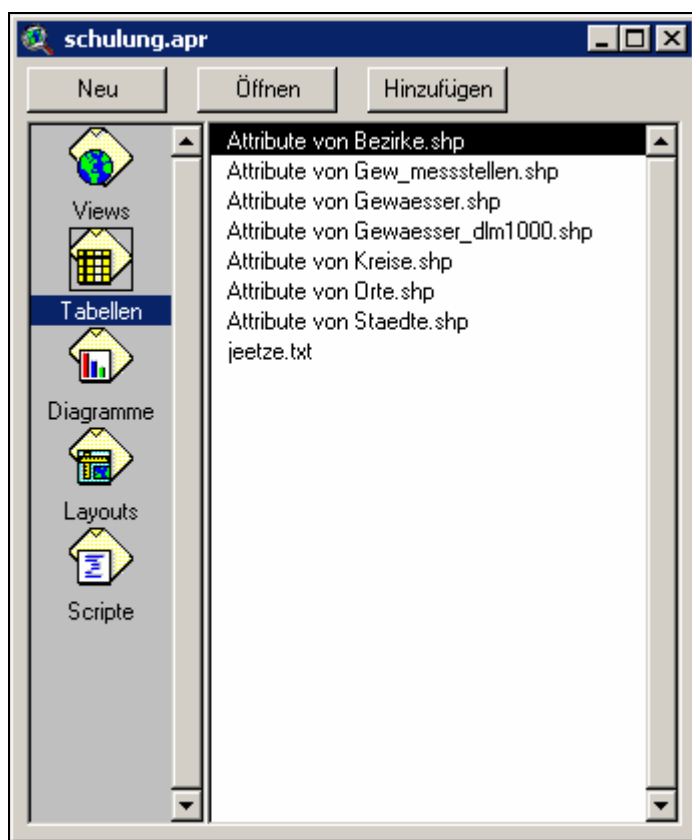 schulung.apr
Neu
Öffnen
Hinzufügen
Views
Tabellen
Diagramme
Layouts
Scripte
Attribute von Bezirke.shp
Attribute von Gew_messstellen.shp
Attribute von Gewaesser.shp
Attribute von Gewaesser_dlm1000.shp
Attribute von Kreise.shp
Attribute von Orte.shp
Attribute von Staedte.shp
jeetze.txt